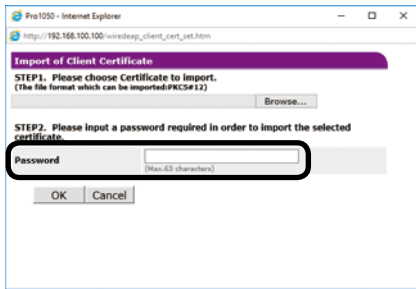 Pro1050 - Internet Explorer
http://192.168.100.100/wiredeap_client_cert_set.htm
Import of Client Certificate
STEP1. Please choose Certificate to import.
(The file format which can be imported:PKCS#12)
Browse...
STEP2. Please input a password required in order to import the selected
certificate.
Password
(Max.63 characters)
OK Cancel